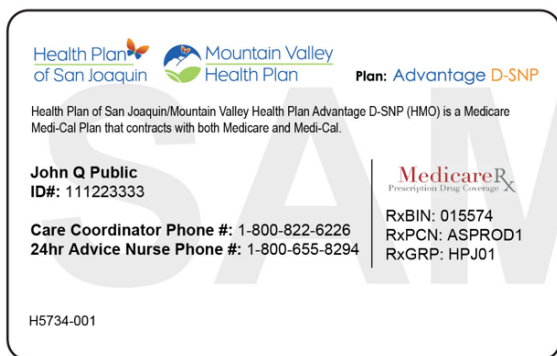 Health Plan of San Joaquin
Mountain Valley Health Plan
Plan: Advantage D-SNP
Health Plan of San Joaquin/Mountain Valley Health Plan Advantage D-SNP (HMO) is a Medicare
Medi-Cal Plan that contracts with both Medicare and Medi-Cal.
John Q Public
ID#: 111223333
Care Coordinator Phone #: 1-800-822-6226
24hr Advice Nurse Phone #: 1-800-655-8294
MedicareRx
Prescription Drug Coverage
RxBIN: 015574
RxPCN: ASPROD1
RxGRP: HPJ01
H5734-001
SAM